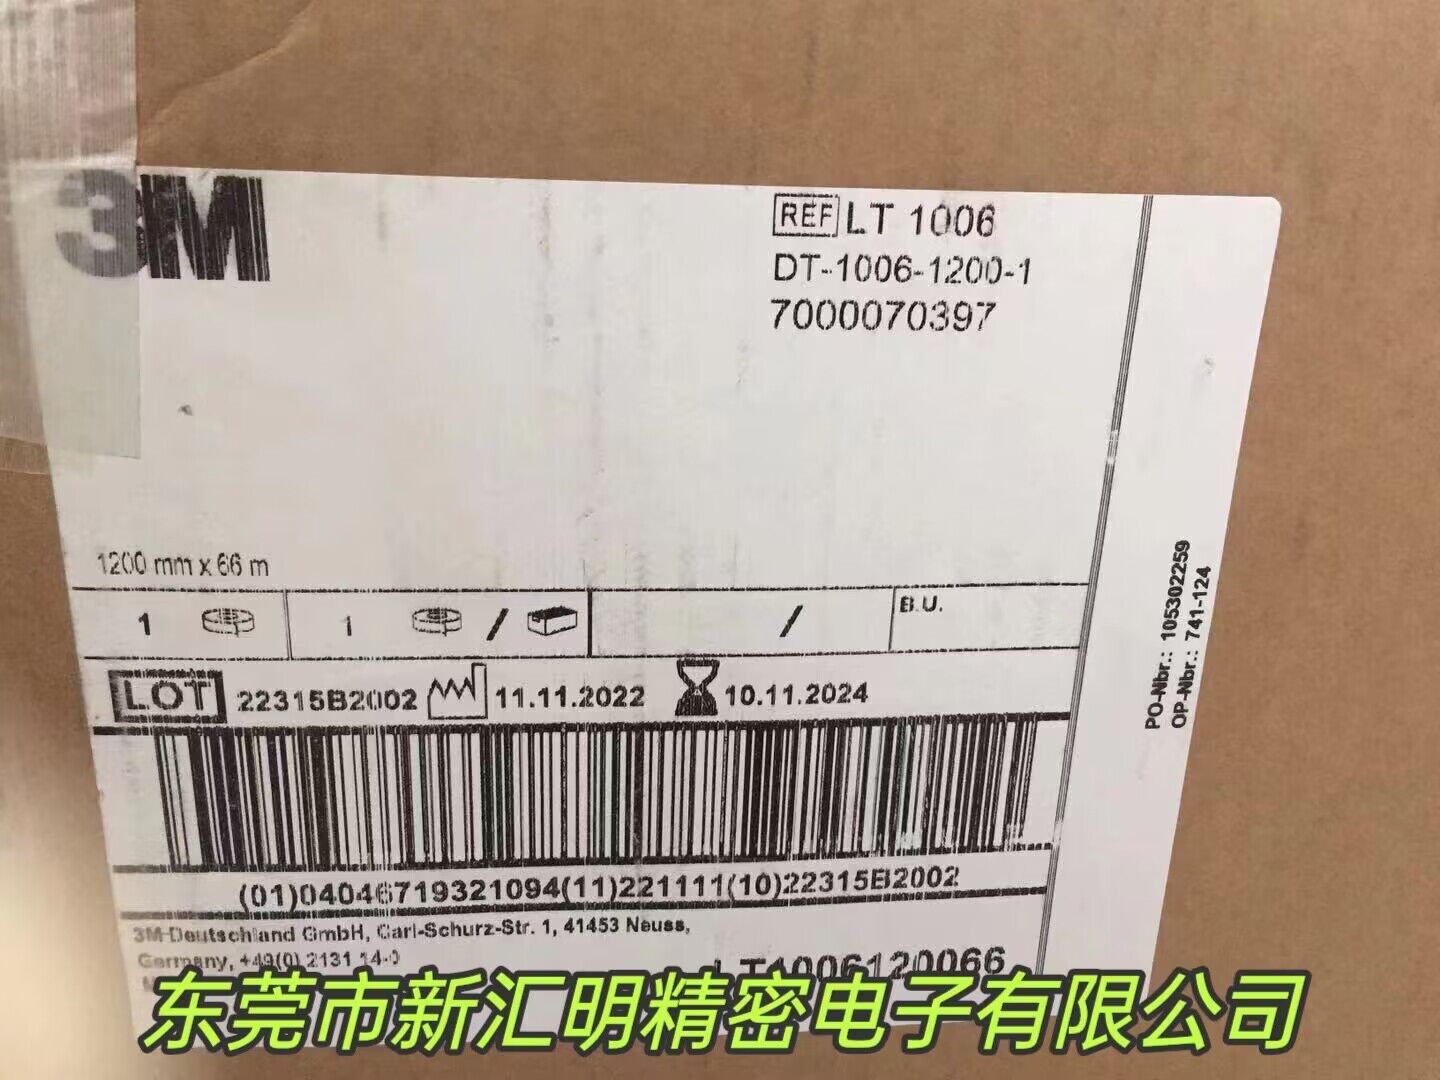 3M
REF LT 1006
DT-1006-1200-1
7000070397
1200 mm x 66 m
1 1 / /
B.U.
LOT 22315B2002 11.11.2022 10.11.2024
(01)04046719321094(11)221111(10)22315B2002
3M Deutschland GmbH, Carl-Schurz-Str. 1, 41453 Neuss,
Germany, +49(0) 2131 14-0
LT1006120066
PO-Nbr.: 105302259
OP-Nbr.: 741-124
东莞市新汇明精密电子有限公司